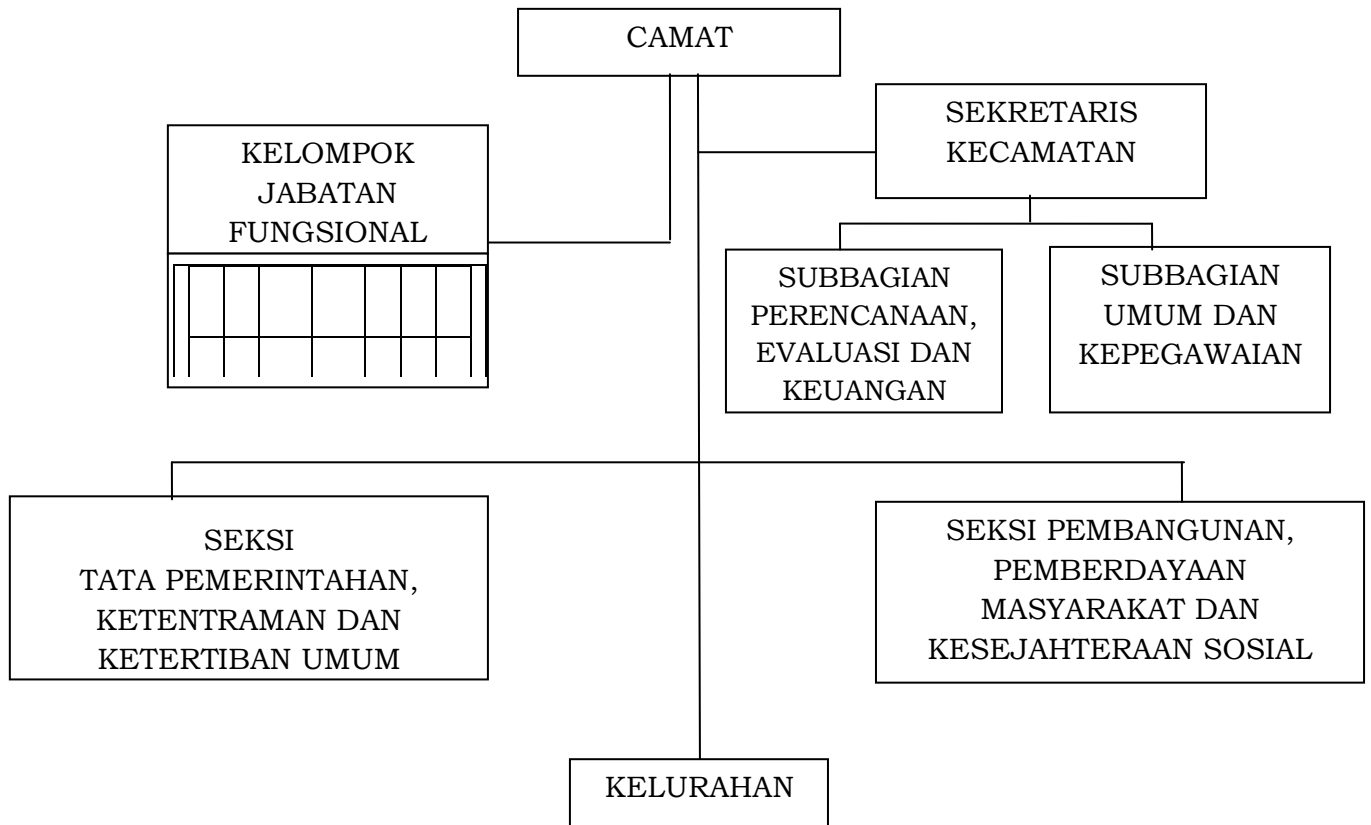 CAMAT
SEKRETARIS
KECAMATAN
KELOMPOK
JABATAN
FUNGSIONAL
SUBBAGIAN
PERENCANAAN,
EVALUASI DAN
KEUANGAN
SUBBAGIAN
UMUM DAN
KEPEGAWAIAN
SEKSI
TATA PEMERINTAHAN,
KETENTRAMAN DAN
KETERTIBAN UMUM
SEKSI PEMBANGUNAN,
PEMBERDAYAAN
MASYARAKAT DAN
KESEJAHTERAAN SOSIAL
KELURAHAN